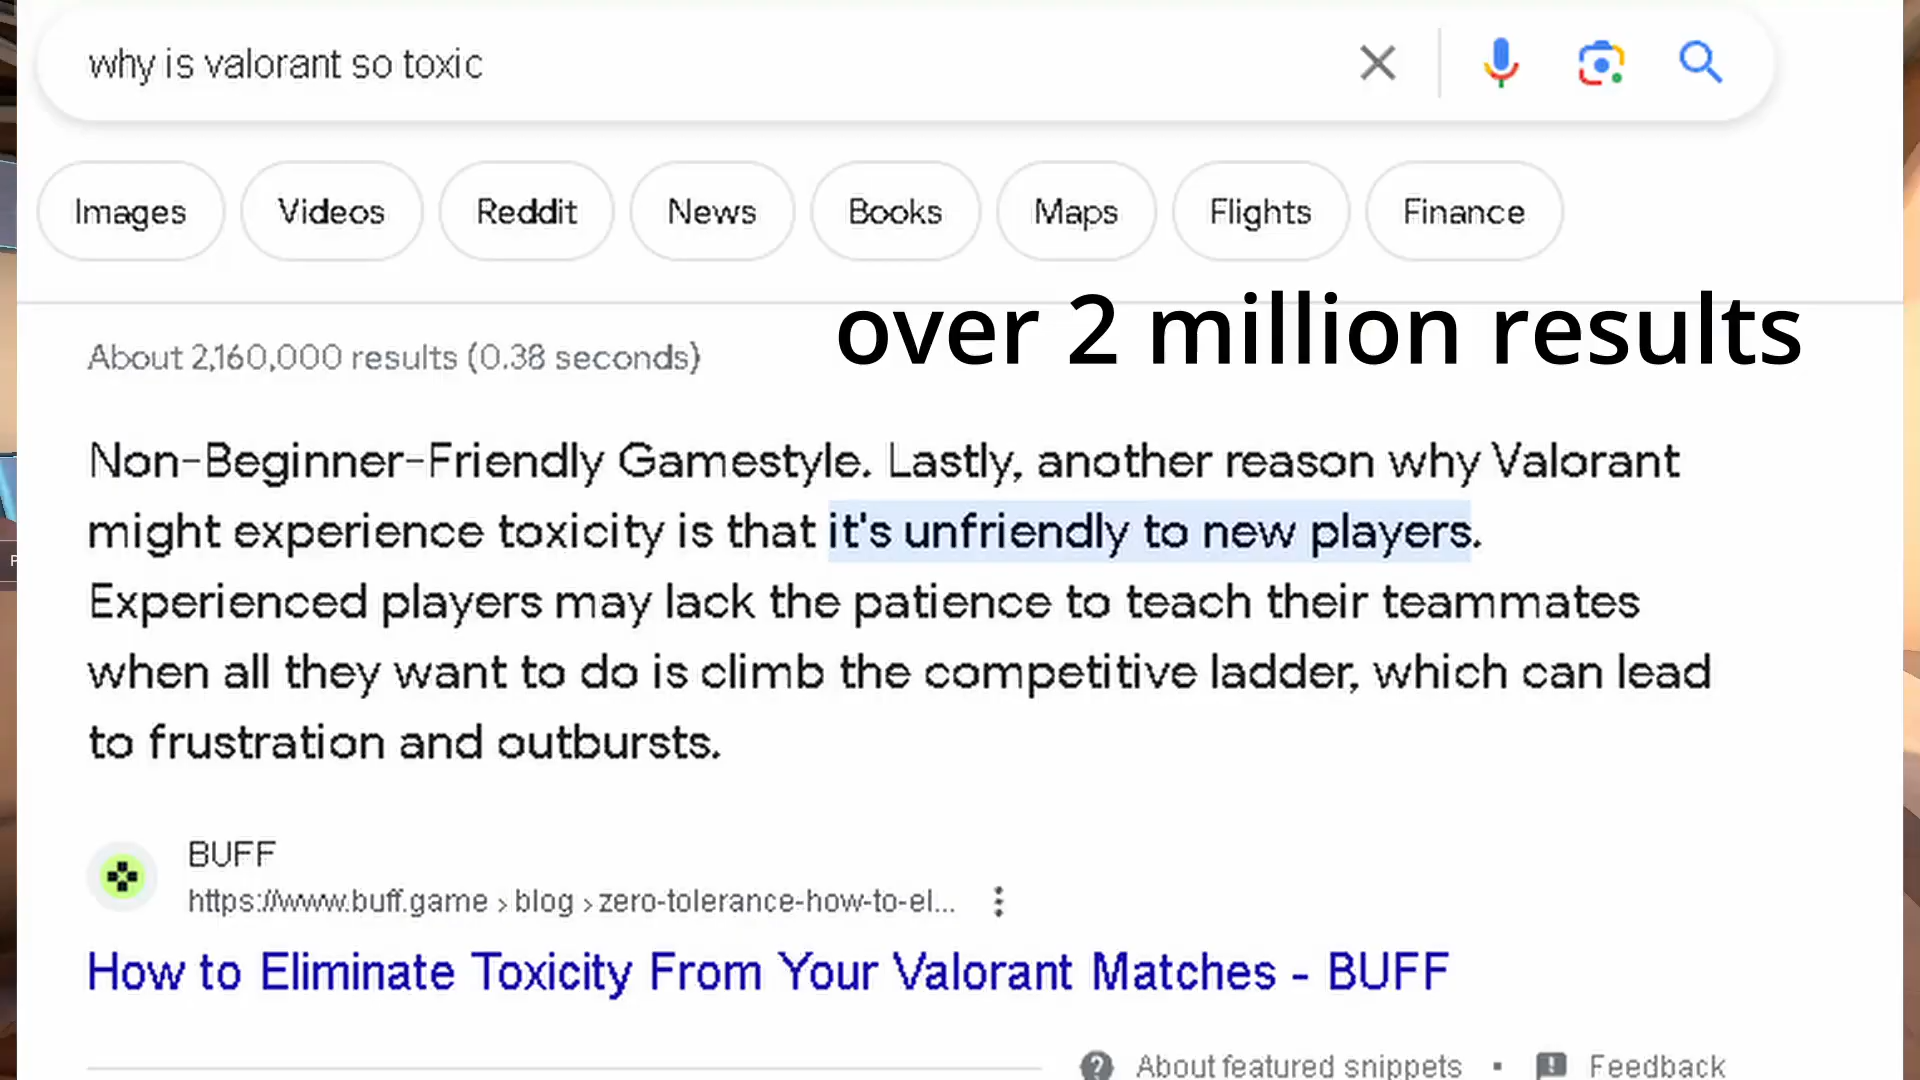 why is valorant so toxic
Images Videos Reddit News Books Maps Flights Finance
over 2 million results
About 2,160,000 results (0.38 seconds)
Non-Beginner-Friendly Gamestyle. Lastly, another reason why Valorant
might experience toxicity is that it's unfriendly to new players.
Experienced players may lack the patience to teach their teammates
when all they want to do is climb the competitive ladder, which can lead
to frustration and outbursts.
BUFF
https://www.buff.game › blog › zero-tolerance-how-to-el...
How to Eliminate Toxicity From Your Valorant Matches - BUFF
About featured snippets ▪ Feedback